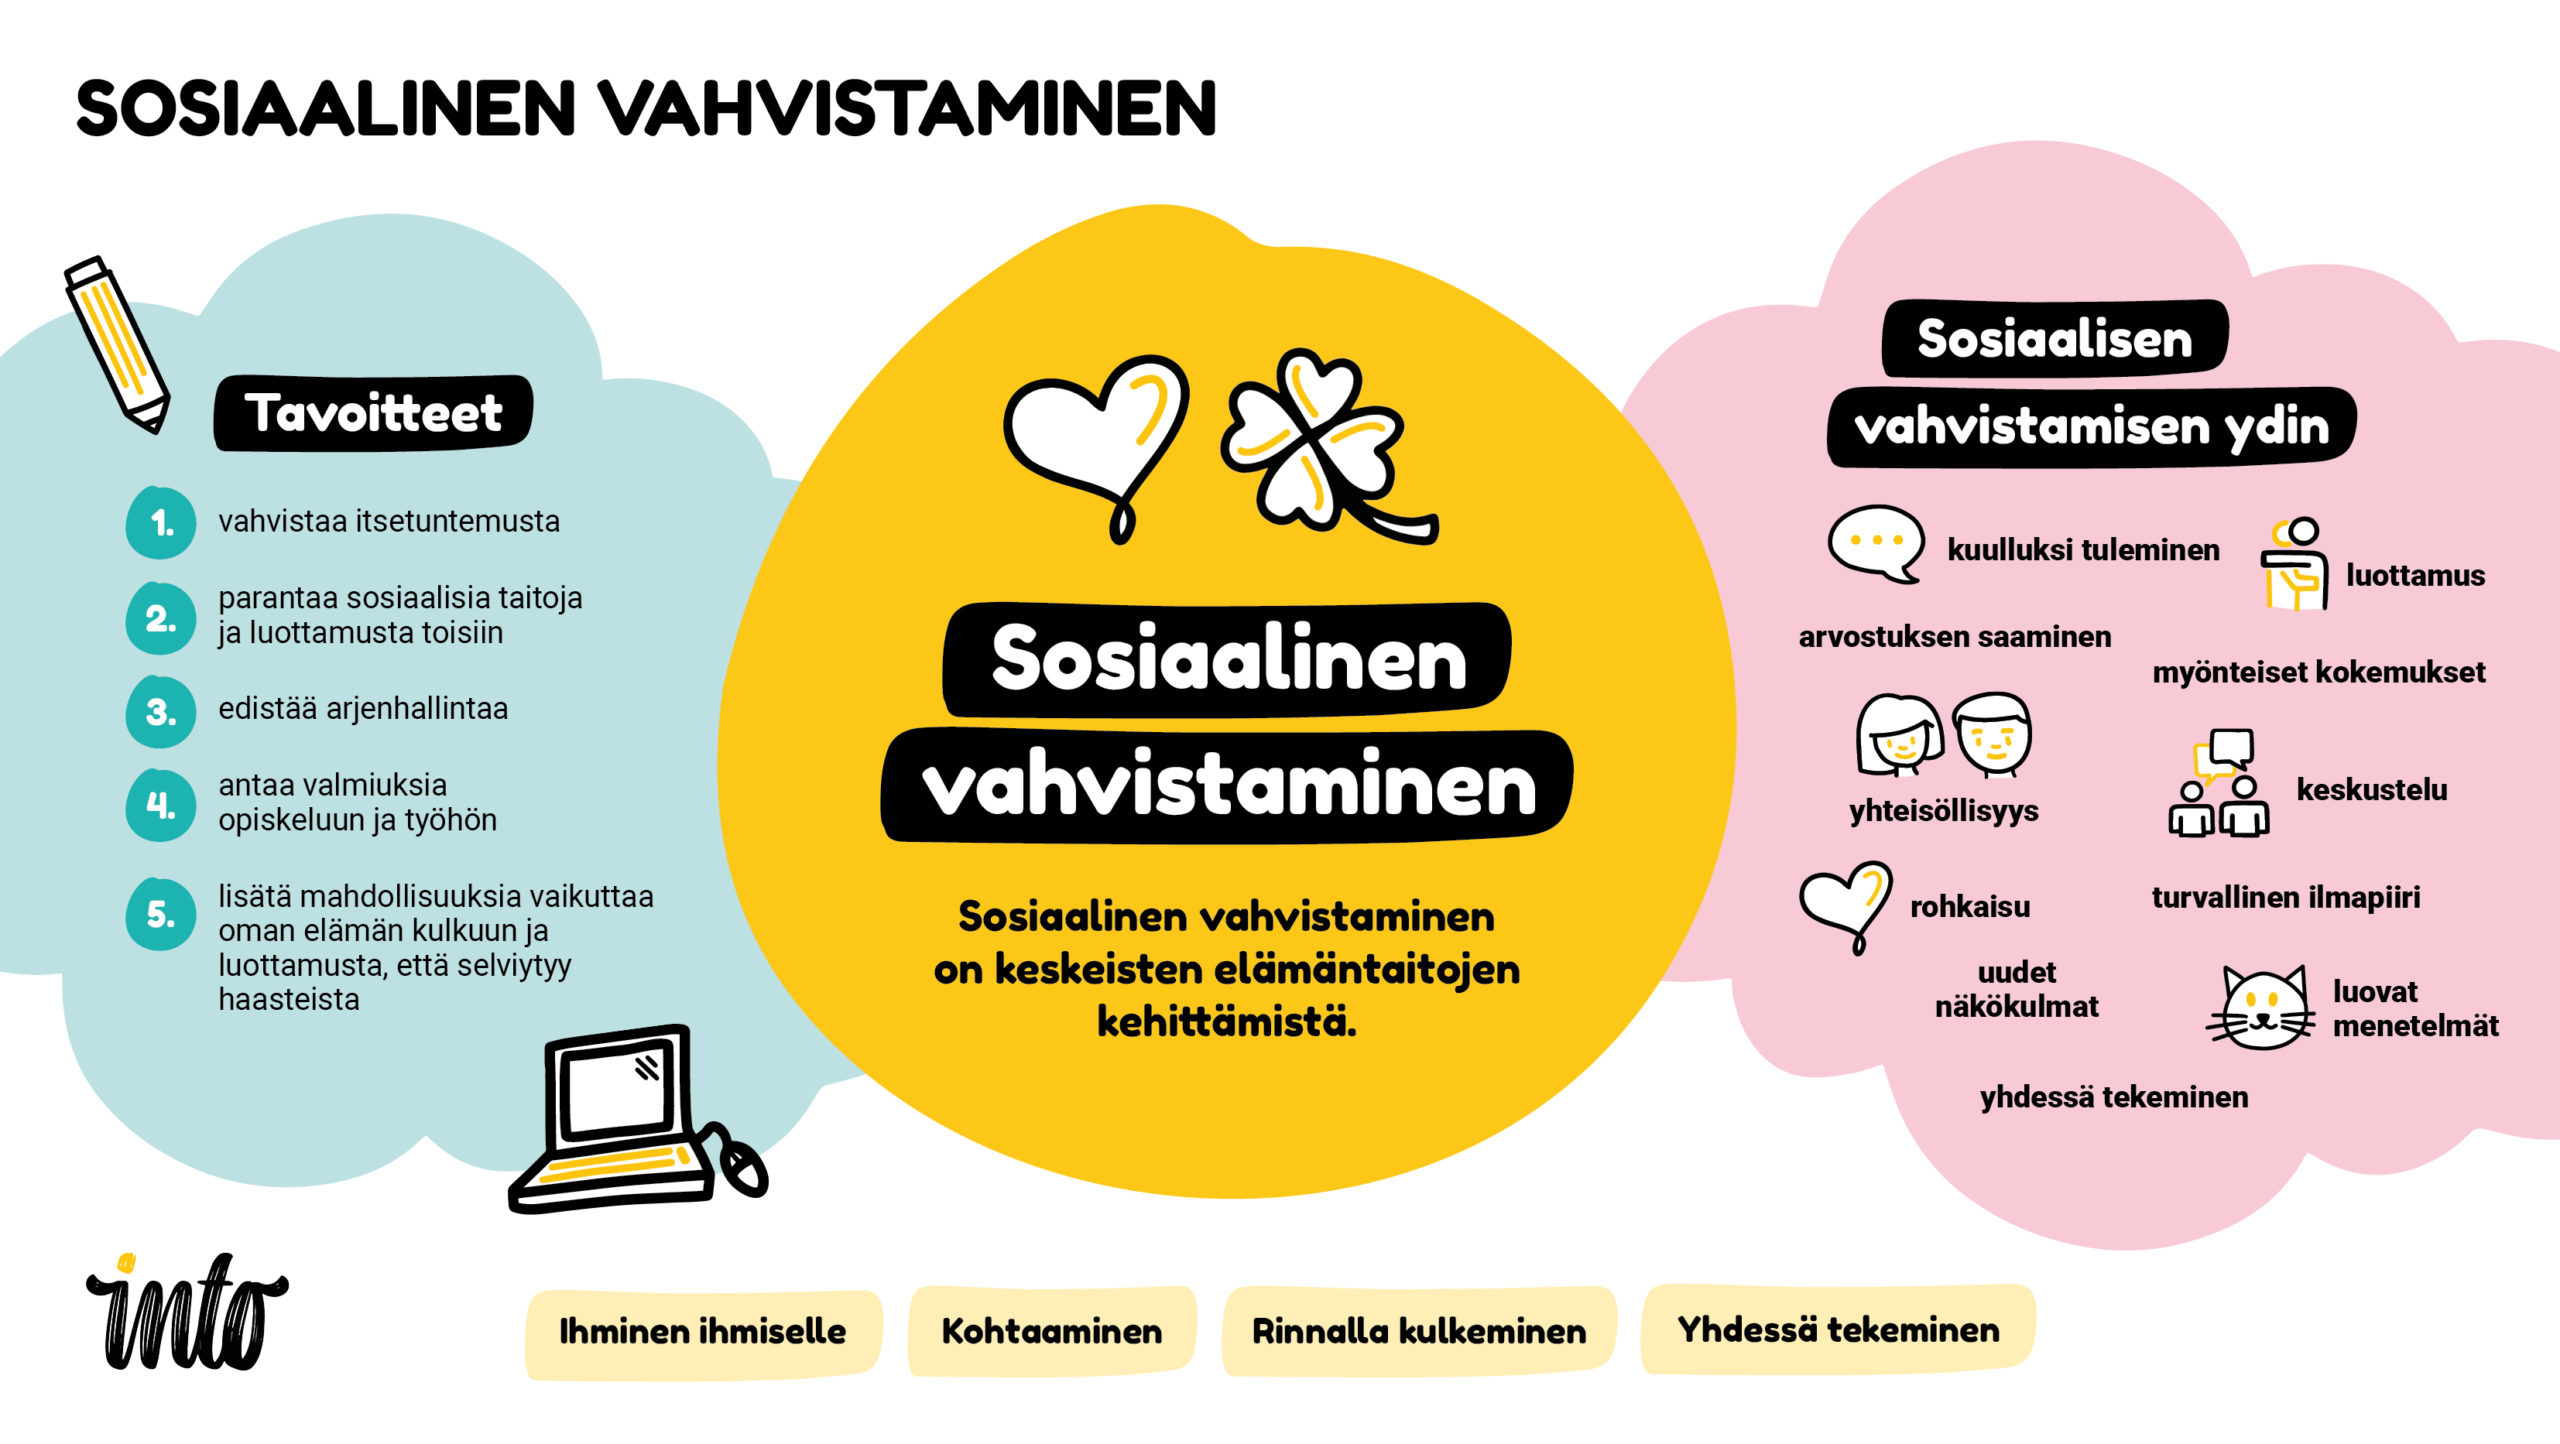 SOSIAALINEN VAHVISTAMINEN
Tavoitteet
1.
vahvistaa itsetuntemusta
2.
parantaa sosiaalisia taitoja
ja luottamusta toisiin
3.
edistää arjenhallintaa
4.
antaa valmiuksia
opiskeluun ja työhön
5.
lisätä mahdollisuuksia vaikuttaa
oman elämän kulkuun ja
luottamusta, että selviytyy
haasteista
Sosiaalinen
vahvistaminen
Sosiaalinen vahvistaminen
on keskeisten elämäntaitojen
kehittämistä.
Sosiaalisen
vahvistamisen ydin
kuulluksi tuleminen
luottamus
arvostuksen saaminen
myönteiset kokemukset
yhteisöllisyys
keskustelu
rohkaisu
turvallinen ilmapiiri
uudet
näkökulmat
luovat
menetelmät
yhdessä tekeminen
into
Ihminen ihmiselle
Kohtaaminen
Rinnalla kulkeminen
Yhdessä tekeminen